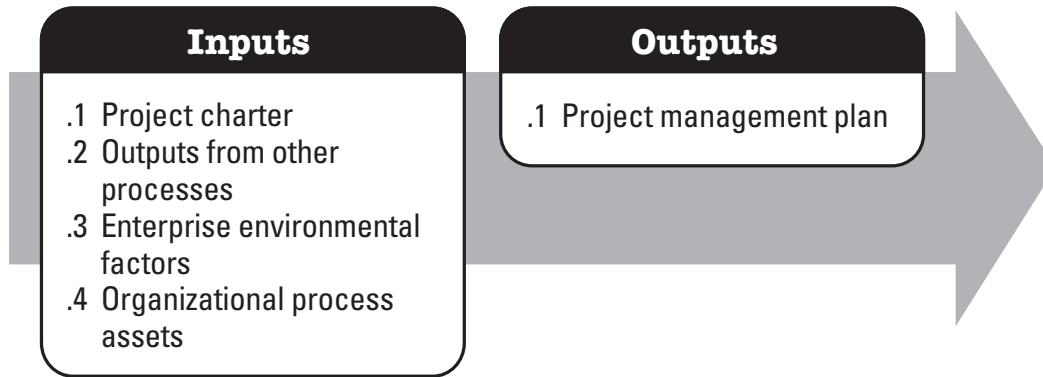 Inputs
.1 Project charter
.2 Outputs from other
processes
.3 Enterprise environmental
factors
.4 Organizational process
assets
Outputs
.1 Project management plan